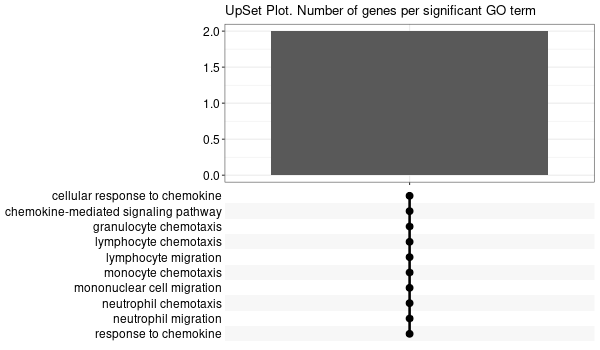 UpSet Plot. Number of genes per significant GO term
2.0
1.5
1.0
0.5
0.0
cellular response to chemokine
chemokine-mediated signaling pathway
granulocyte chemotaxis
lymphocyte chemotaxis
lymphocyte migration
monocyte chemotaxis
mononuclear cell migration
neutrophil chemotaxis
neutrophil migration
response to chemokine